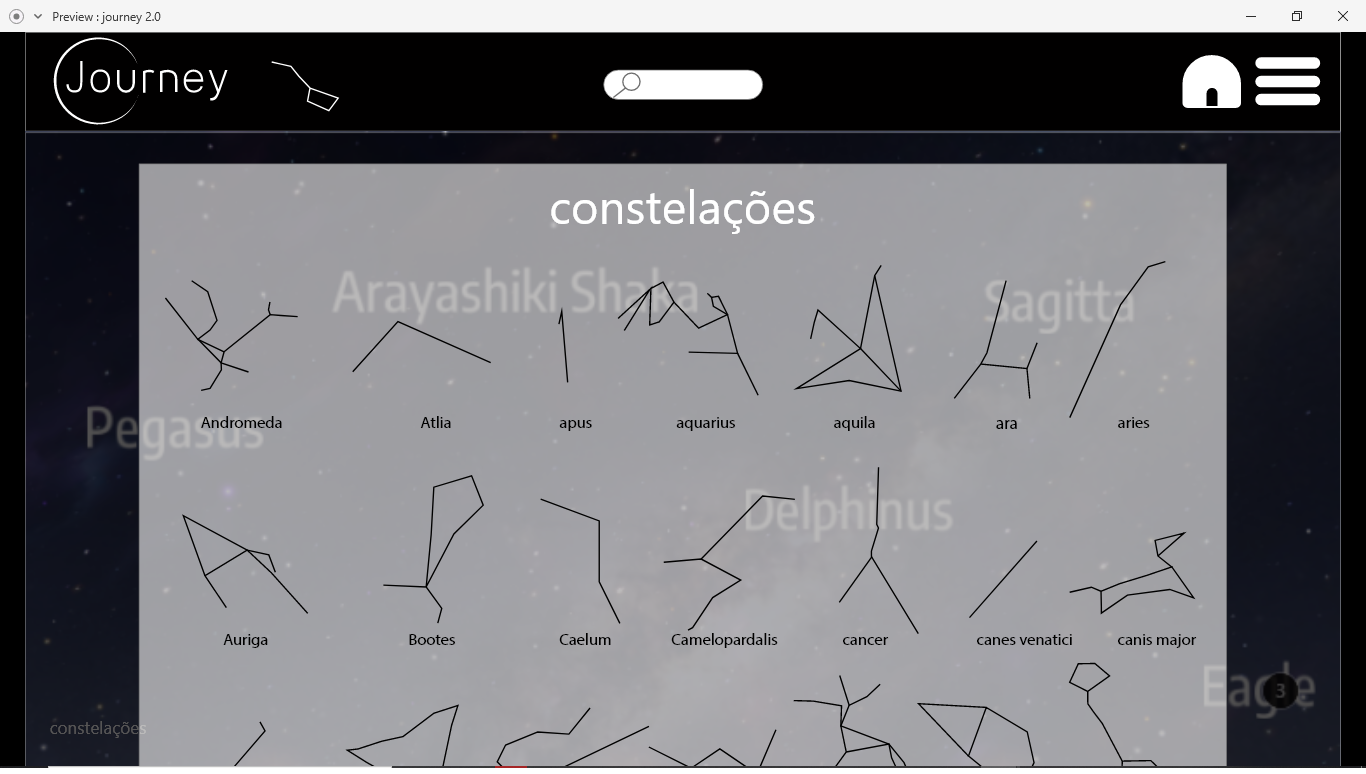 Preview : journey 2.0
Journey
constelações
Arayashiki Shaka
Sagitta
Pegasus
Andromeda
Atlia
apus
aquarius
aquila
ara
aries
Delphinus
Auriga
Bootes
Caelum
Camelopardalis
cancer
canes venatici
canis major
Eagle
3
constelações